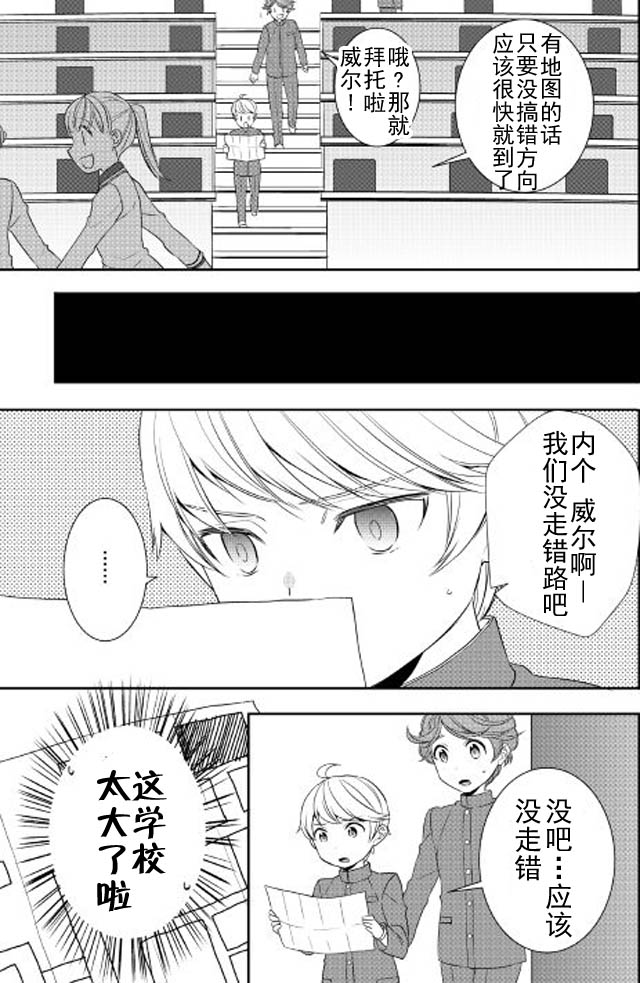 有地图的话
只要没搞错方向
应该很快就到了
哦？那就
拜托啦
威尔！
内个 威尔啊—
我们没走错路吧
……
没吧…应该
没走错
这学校
太大了啦